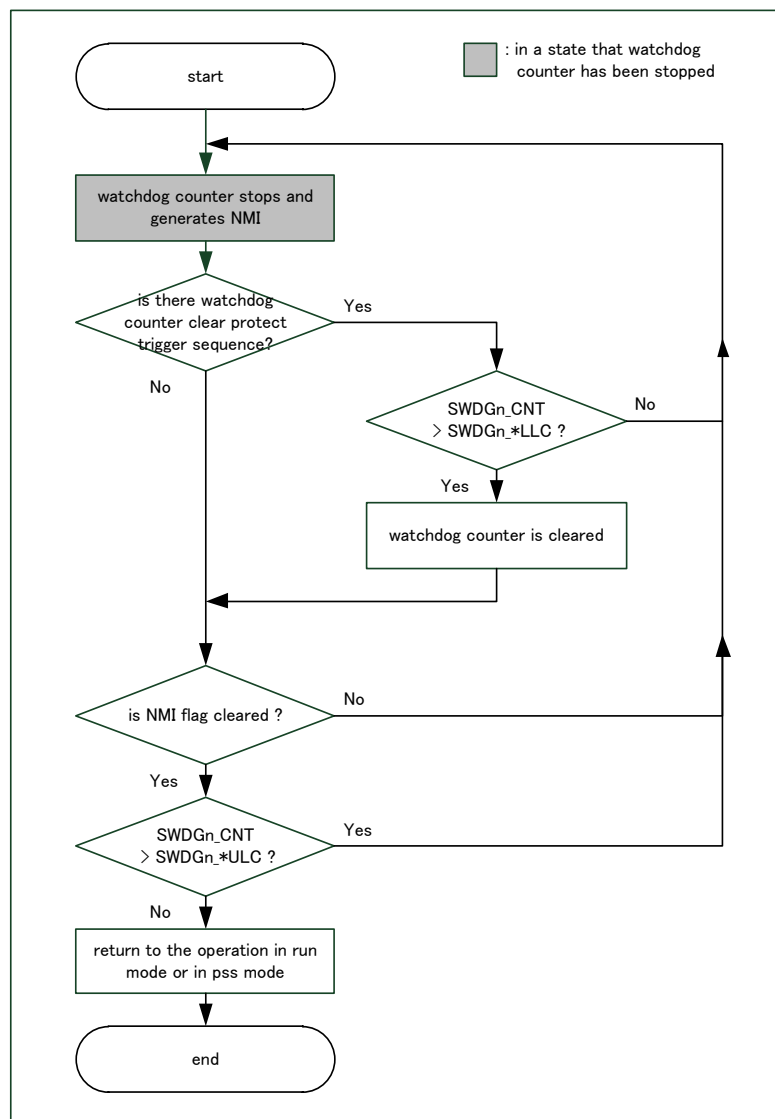 start
: in a state that watchdog
counter has been stopped
watchdog counter stops and
generates NMI
is there watchdog
counter clear protect
trigger sequence?
Yes
No
SWDGn_CNT
> SWDGn_*LLC ?
No
Yes
watchdog counter is cleared
is NMI flag cleared ?
No
Yes
SWDGn_CNT
> SWDGn_*ULC ?
Yes
No
return to the operation in run
mode or in pss mode
end